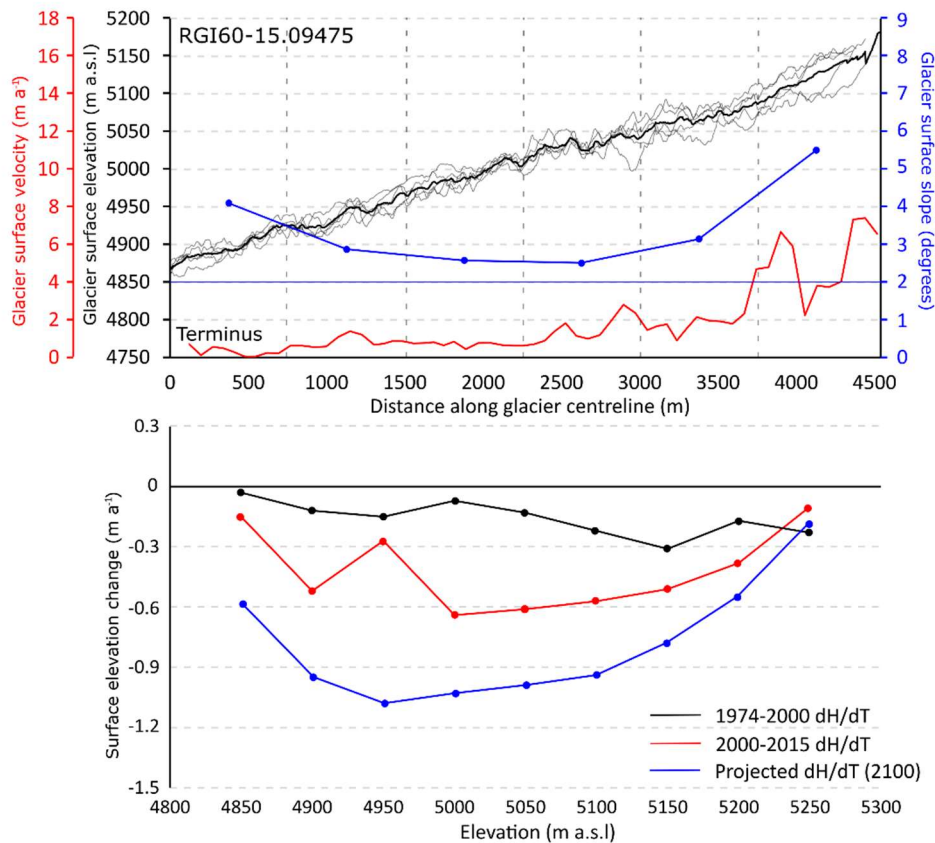 RGI60-15.09475
Glacier surface velocity (m a⁻¹)
18
16
14
12
10
8
6
4
2
0
Glacier surface elevation (m a.s.l)
5200
5150
5100
5050
5000
4950
4900
4850
4800
4750
Glacier surface slope (degrees)
9
8
7
6
5
4
3
2
1
0
Terminus
0 500 1000 1500 2000 2500 3000 3500 4000 4500
Distance along glacier centreline (m)
Surface elevation change (m a⁻¹)
0.3
0
-0.3
-0.6
-0.9
-1.2
-1.5
1974-2000 dH/dT
2000-2015 dH/dT
Projected dH/dT (2100)
4800 4850 4900 4950 5000 5050 5100 5150 5200 5250 5300
Elevation (m a.s.l)